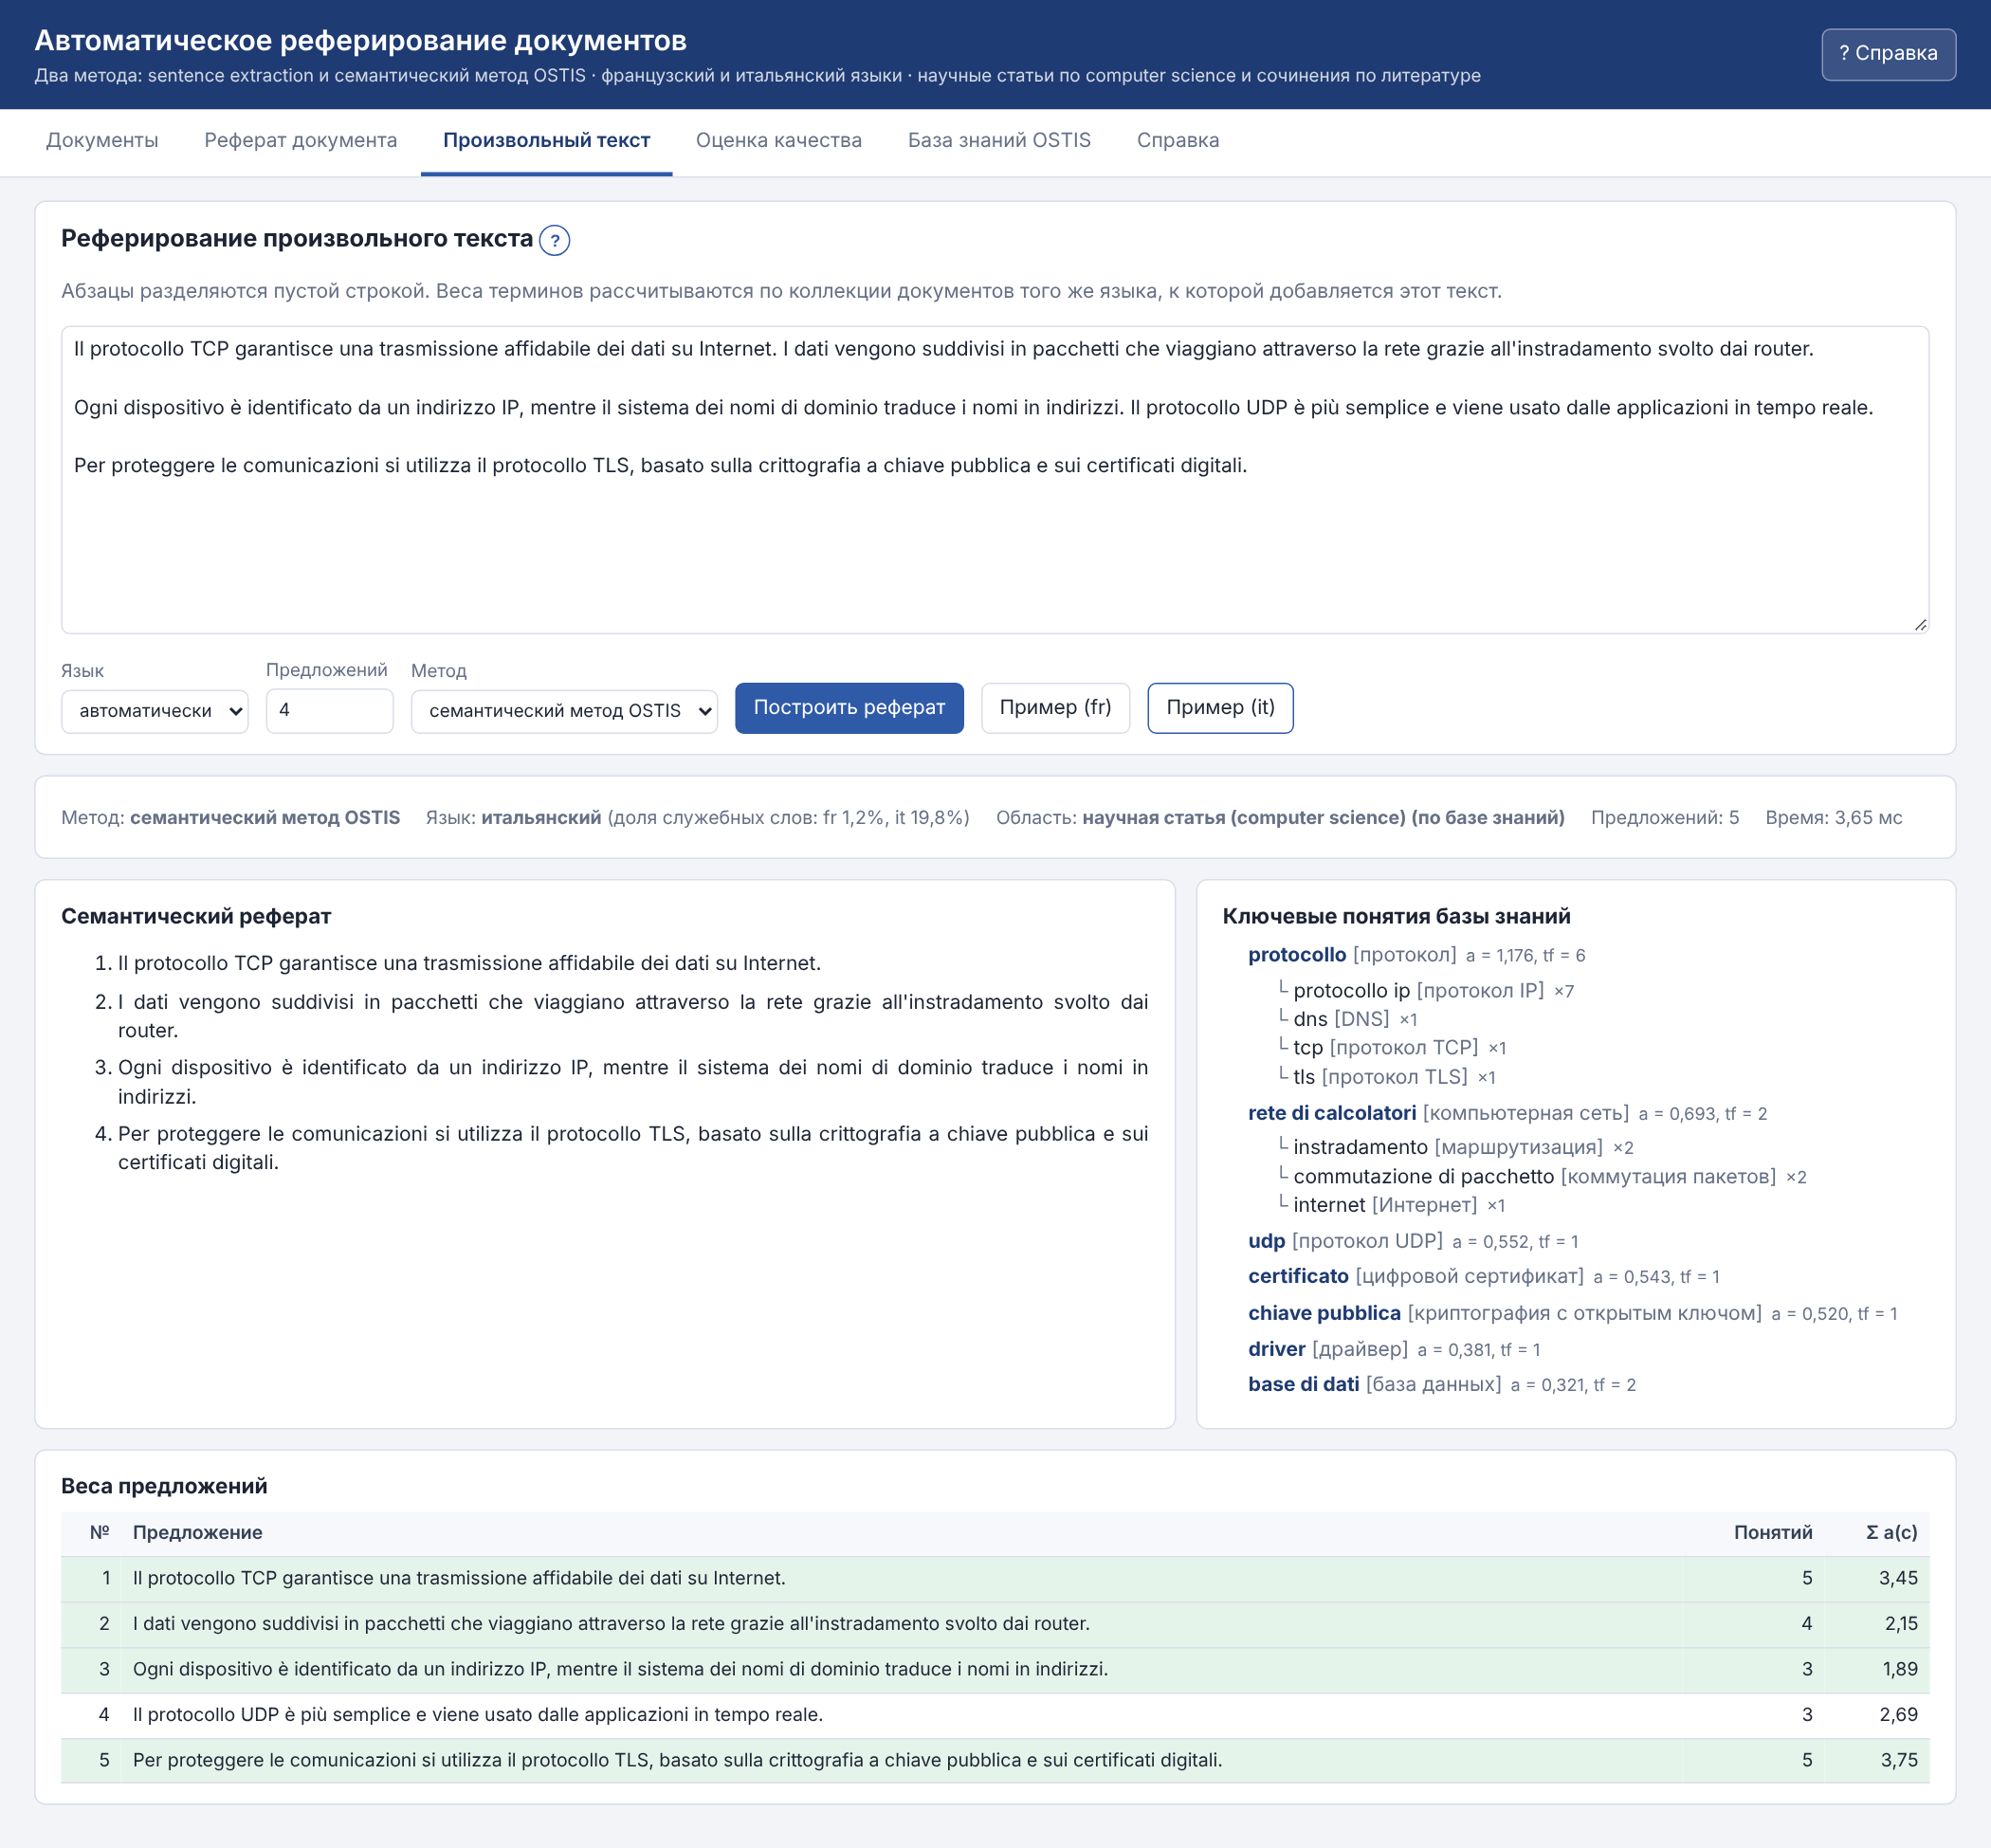 Автоматическое реферирование документов
Два метода: sentence extraction и семантический метод OSTIS · французский и итальянский языки · научные статьи по computer science и сочинения по литературе
? Справка
Документы
Реферат документа
Произвольный текст
Оценка качества
База знаний OSTIS
Справка
Реферирование произвольного текста ?
Абзацы разделяются пустой строкой. Веса терминов рассчитываются по коллекции документов того же языка, к которой добавляется этот текст.
Il protocollo TCP garantisce una trasmissione affidabile dei dati su Internet. I dati vengono suddivisi in pacchetti che viaggiano attraverso la rete grazie all'instradamento svolto dai router.
Ogni dispositivo è identificato da un indirizzo IP, mentre il sistema dei nomi di dominio traduce i nomi in indirizzi. Il protocollo UDP è più semplice e viene usato dalle applicazioni in tempo reale.
Per proteggere le comunicazioni si utilizza il protocollo TLS, basato sulla crittografia a chiave pubblica e sui certificati digitali.
Язык
Предложений
Метод
автоматически
4
семантический метод OSTIS
Построить реферат
Пример (fr)
Пример (it)
Метод: семантический метод OSTIS Язык: итальянский (доля служебных слов: fr 1,2%, it 19,8%) Область: научная статья (computer science) (по базе знаний) Предложений: 5 Время: 3,65 мс
Семантический реферат
1. Il protocollo TCP garantisce una trasmissione affidabile dei dati su Internet.
2. I dati vengono suddivisi in pacchetti che viaggiano attraverso la rete grazie all'instradamento svolto dai
router.
3. Ogni dispositivo è identificato da un indirizzo IP, mentre il sistema dei nomi di dominio traduce i nomi in
indirizzi.
4. Per proteggere le comunicazioni si utilizza il protocollo TLS, basato sulla crittografia a chiave pubblica e sui
certificati digitali.
Ключевые понятия базы знаний
protocollo [протокол] a = 1,176, tf = 6
└ protocollo ip [протокол IP] ×7
└ dns [DNS] ×1
└ tcp [протокол TCP] ×1
└ tls [протокол TLS] ×1
rete di calcolatori [компьютерная сеть] a = 0,693, tf = 2
└ instradamento [маршрутизация] ×2
└ commutazione di pacchetto [коммутация пакетов] ×2
└ internet [Интернет] ×1
udp [протокол UDP] a = 0,552, tf = 1
certificato [цифровой сертификат] a = 0,543, tf = 1
chiave pubblica [криптография с открытым ключом] a = 0,520, tf = 1
driver [драйвер] a = 0,381, tf = 1
base di dati [база данных] a = 0,321, tf = 2
Веса предложений
№ Предложение Понятий Σ a(c)
1 Il protocollo TCP garantisce una trasmissione affidabile dei dati su Internet. 5 3,45
2 I dati vengono suddivisi in pacchetti che viaggiano attraverso la rete grazie all'instradamento svolto dai router. 4 2,15
3 Ogni dispositivo è identificato da un indirizzo IP, mentre il sistema dei nomi di dominio traduce i nomi in indirizzi. 3 1,89
4 Il protocollo UDP è più semplice e viene usato dalle applicazioni in tempo reale. 3 2,69
5 Per proteggere le comunicazioni si utilizza il protocollo TLS, basato sulla crittografia a chiave pubblica e sui certificati digitali. 5 3,75